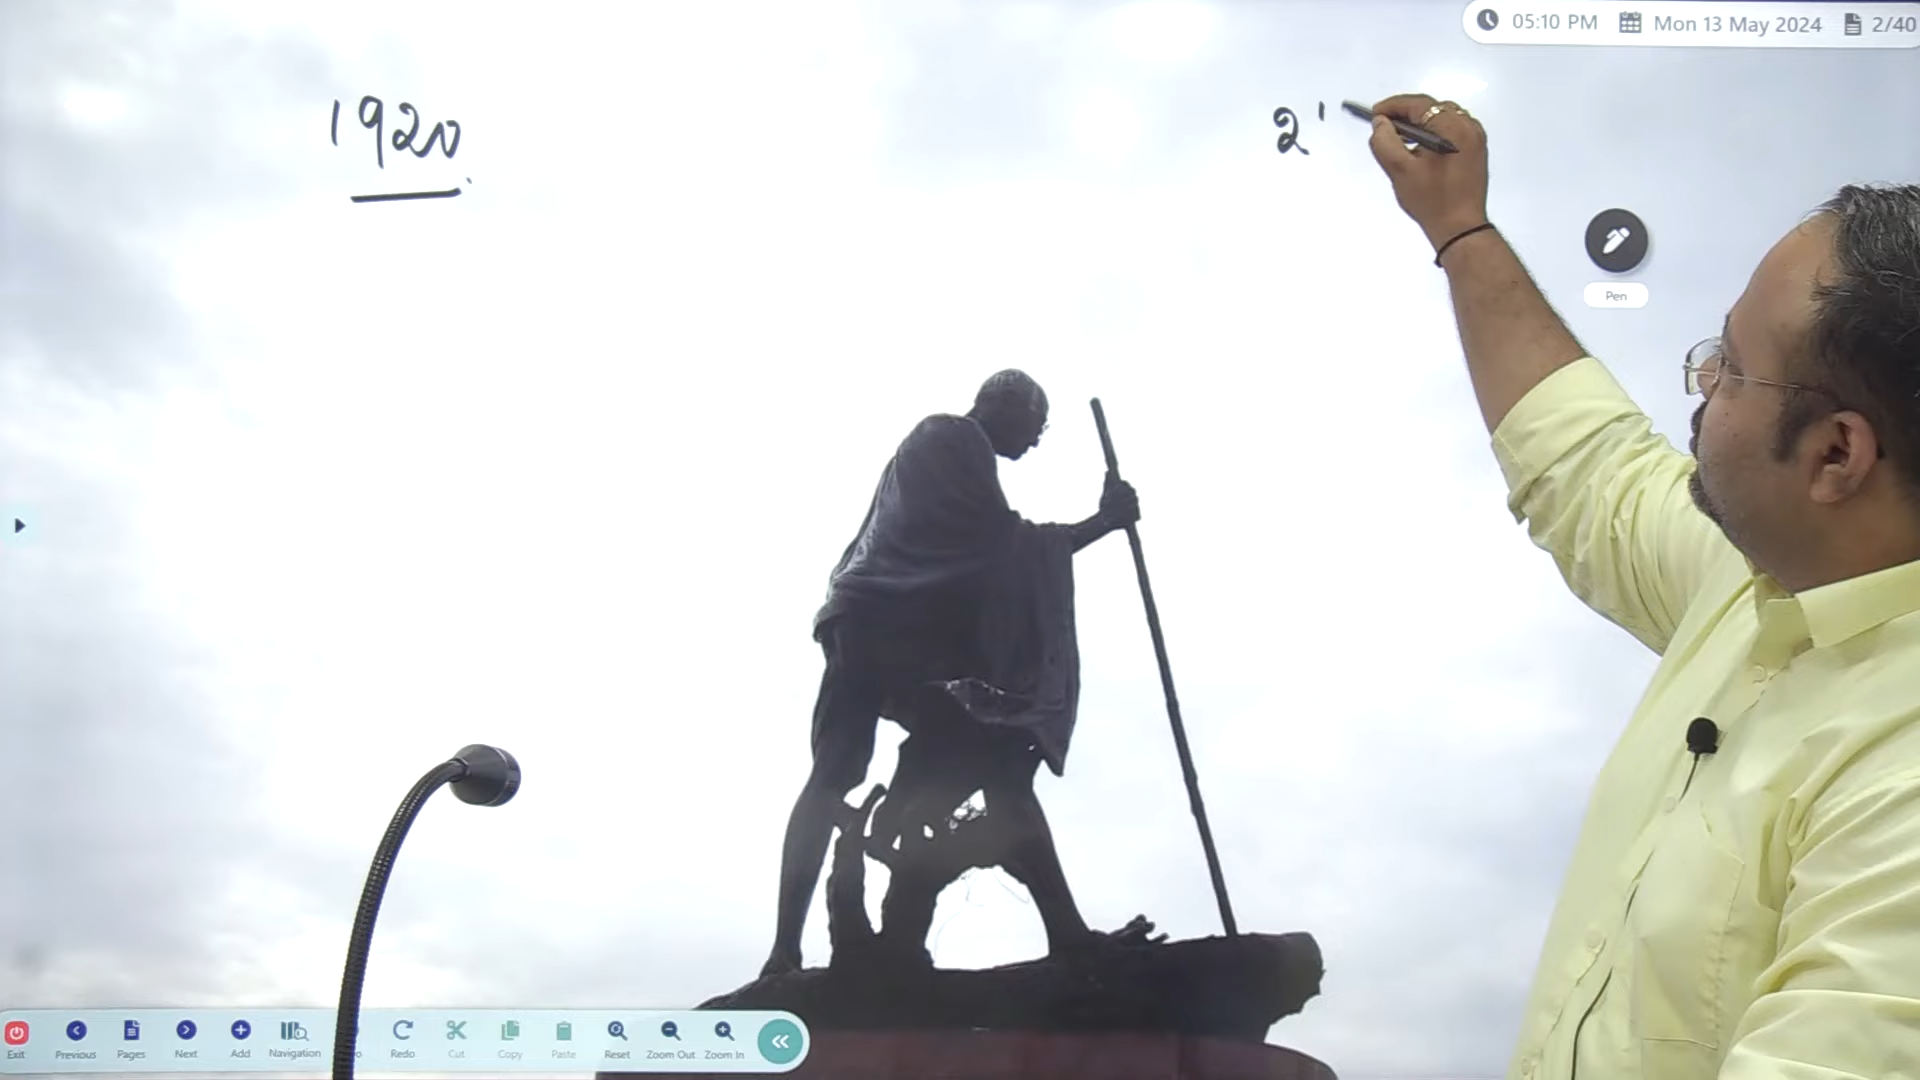 05:10 PM Mon 13 May 2024 2/40
1920
2'
Pen
Exit Previous Pages Next Add Navigation Redo Cut Copy Paste Reset Zoom Out Zoom In